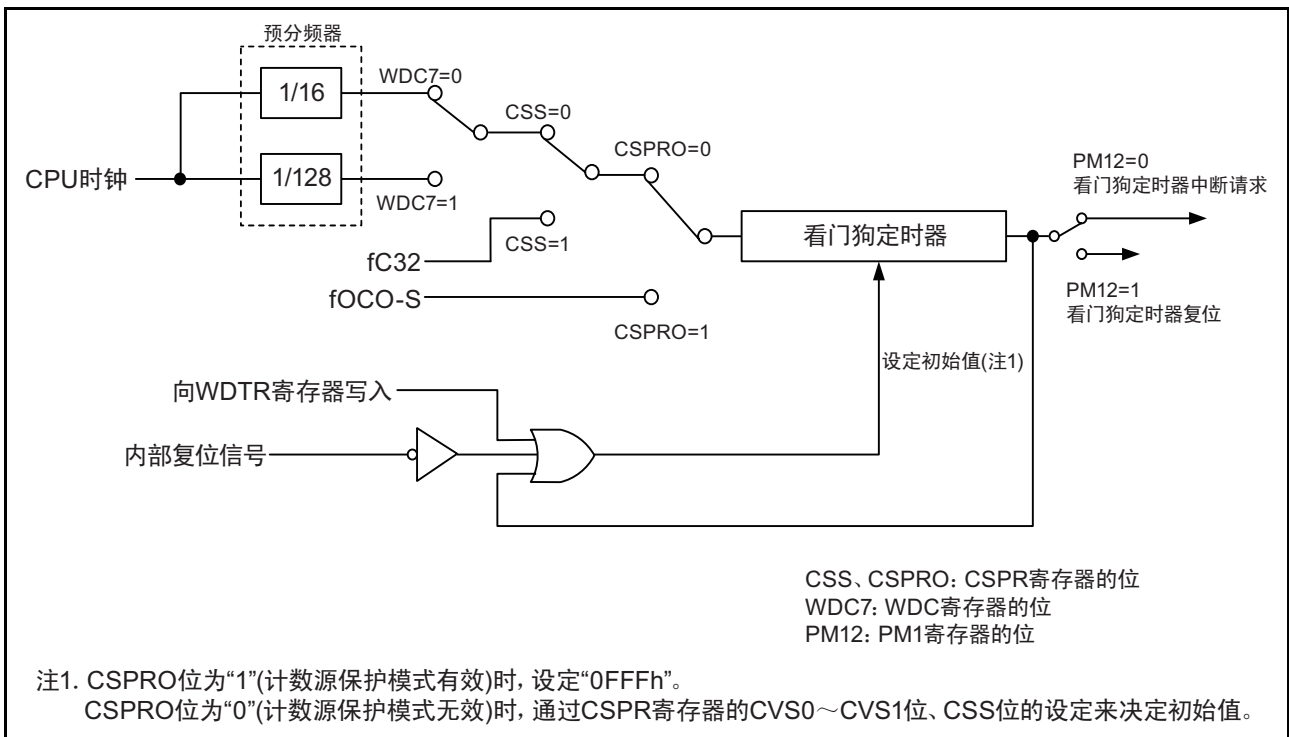 预分频器
1/16
WDC7=0
CSS=0
CSPRO=0
CPU时钟
1/128
WDC7=1
PM12=0
看门狗定时器中断请求
看门狗定时器
CSS=1
fC32
fOCO-S
CSPRO=1
PM12=1
看门狗定时器复位
设定初始值(注1)
向WDTR寄存器写入
内部复位信号
CSS、CSPRO: CSPR寄存器的位
WDC7: WDC寄存器的位
PM12: PM1寄存器的位
注1. CSPRO位为“1”(计数源保护模式有效)时, 设定“0FFFh”。
CSPRO位为“0”(计数源保护模式无效)时, 通过CSPR寄存器的CVS0～CVS1位、CSS位的设定来决定初始值。